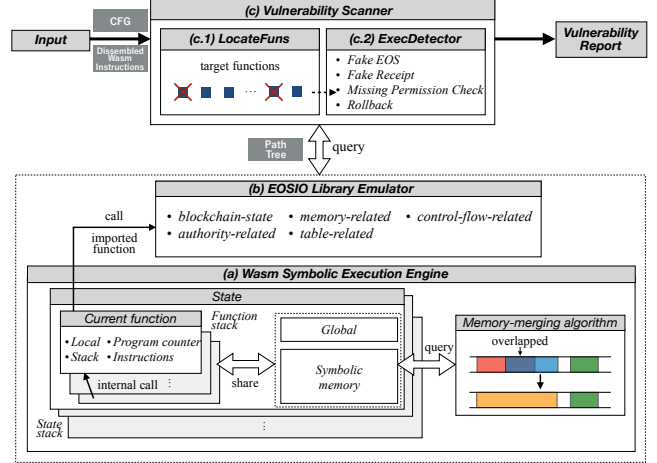 (c) Vulnerability Scanner
CFG
Input
Dissembled
Wasm
Instructions
(c.1) LocateFuns
target functions
...
(c.2) ExecDetector
• Fake EOS
• Fake Receipt
• Missing Permission Check
• Rollback
Vulnerability
Report
Path
Tree
query
(b) EOSIO Library Emulator
• blockchain-state • memory-related • control-flow-related
• authority-related • table-related
call
imported
function
(a) Wasm Symbolic Execution Engine
State
Current function
• Local • Program counter
• Stack • Instructions
Function
stack
internal call
share
Global
Symbolic
memory
query
Memory-merging algorithm
overlapped
State
stack